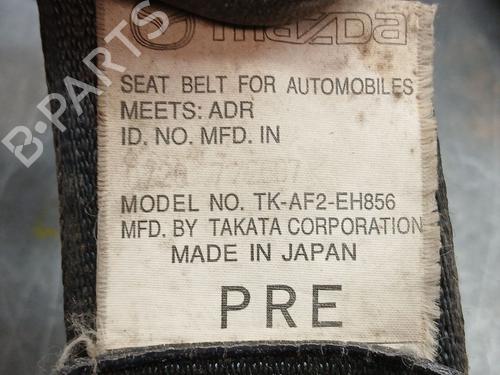 mazda
SEAT BELT FOR AUTOMOBILES
MEETS: ADR
ID. NO. MFD. IN
MODEL NO. TK-AF2-EH856
MFD. BY TAKATA CORPORATION
MADE IN JAPAN
PRE
B-PARTS